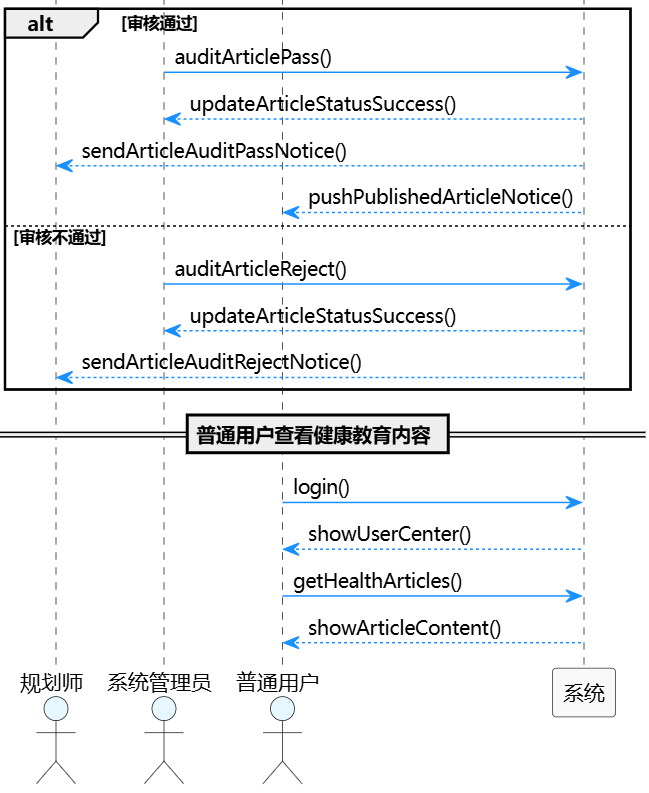 alt [审核通过]
auditArticlePass()
updateArticleStatusSuccess()
sendArticleAuditPassNotice()
pushPublishedArticleNotice()
[审核不通过]
auditArticleReject()
updateArticleStatusSuccess()
sendArticleAuditRejectNotice()
普通用户查看健康教育内容
login()
showUserCenter()
getHealthArticles()
showArticleContent()
规划师 系统管理员 普通用户 系统